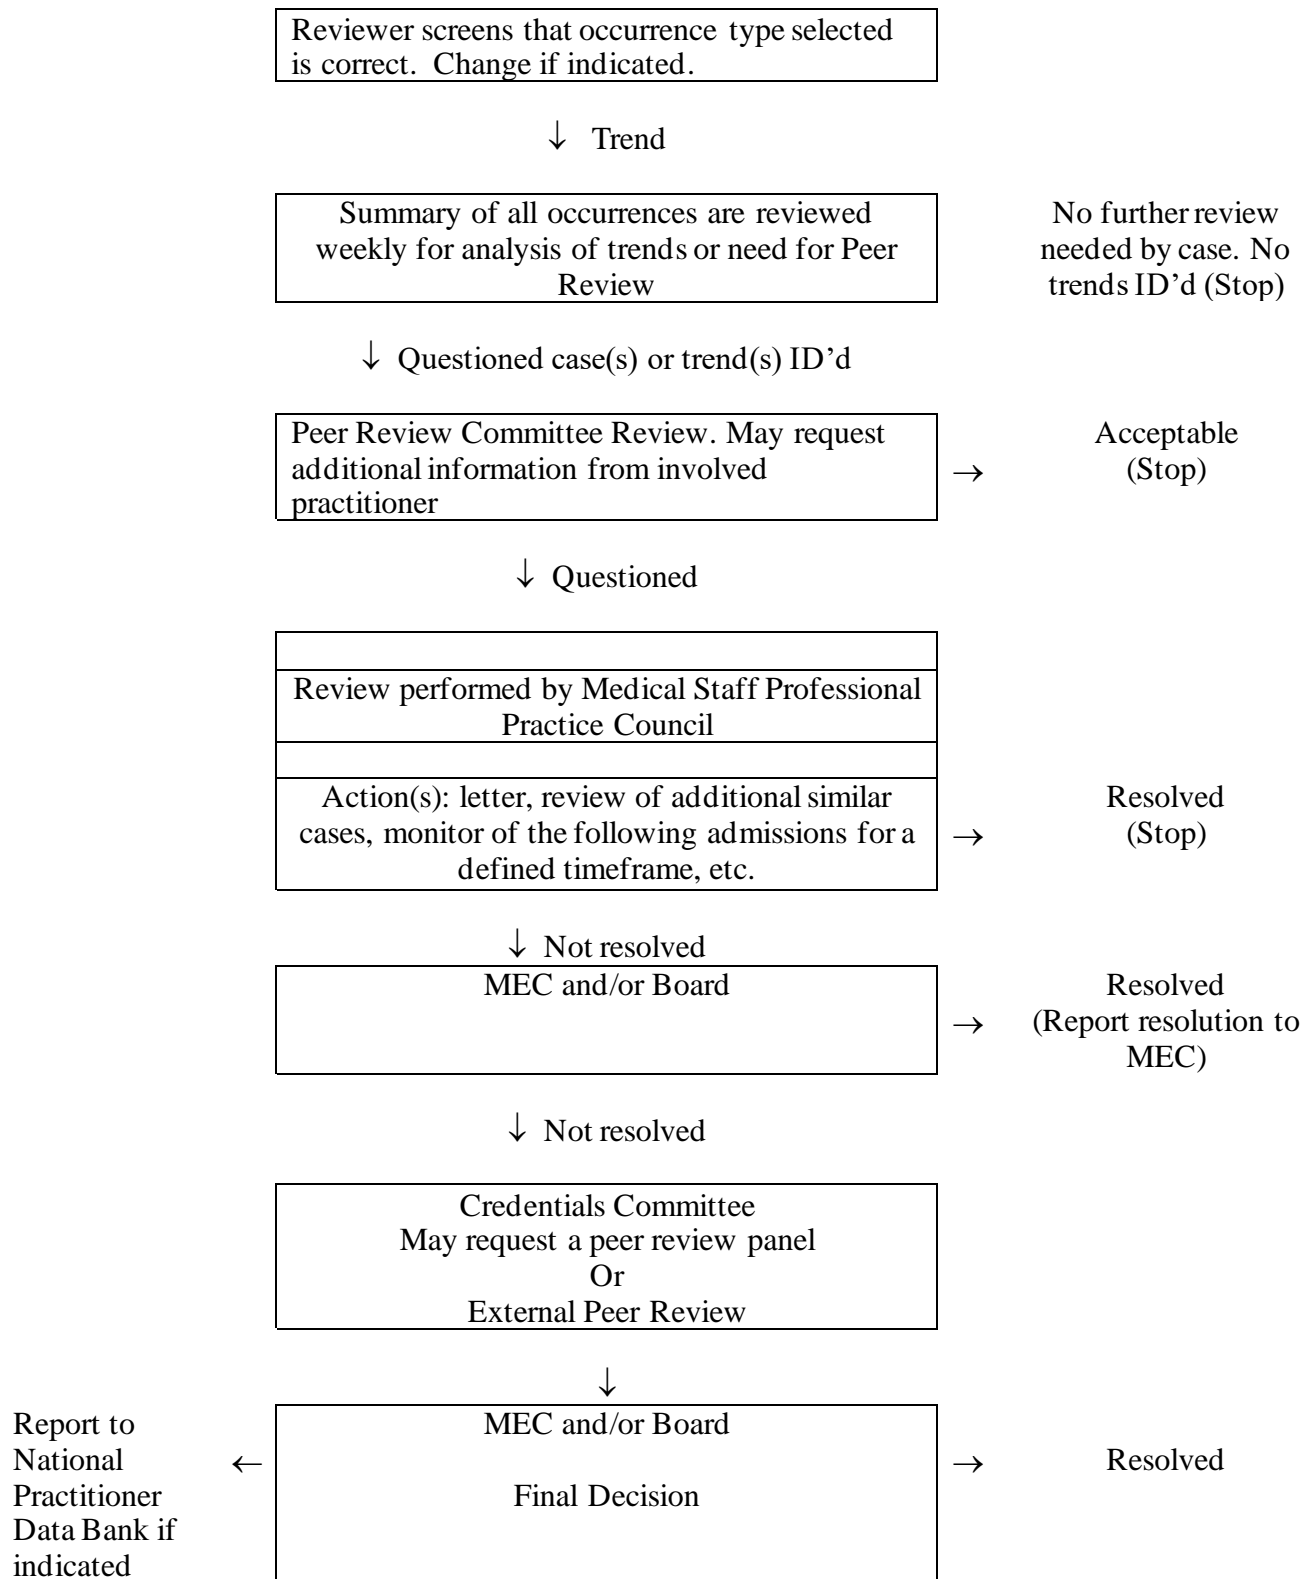 Reviewer screens that occurrence type selected
is correct.  Change if indicated.
↓ Trend
Summary of all occurrences are reviewed
weekly for analysis of trends or need for Peer
Review
No further review
needed by case. No
trends ID’d (Stop)
↓ Questioned case(s) or trend(s) ID’d
Peer Review Committee Review. May request
additional information from involved
practitioner
→
Acceptable
(Stop)
↓ Questioned
Review performed by Medical Staff Professional
Practice Council
Action(s): letter, review of additional similar
cases, monitor of the following admissions for a
defined timeframe, etc.
→
Resolved
(Stop)
↓ Not resolved
MEC and/or Board
→
Resolved
(Report resolution to
MEC)
↓ Not resolved
Credentials Committee
May request a peer review panel
Or
External Peer Review
↓
Report to
National
Practitioner
Data Bank if
indicated
←
MEC and/or Board
Final Decision
→
Resolved